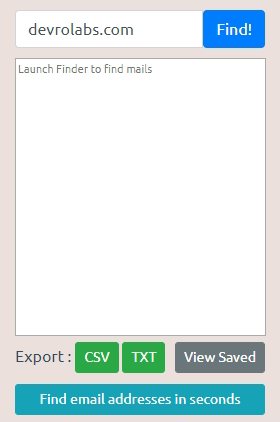 devrolabs.com Find!
Launch Finder to find mails
Export : CSV TXT View Saved
Find email addresses in seconds